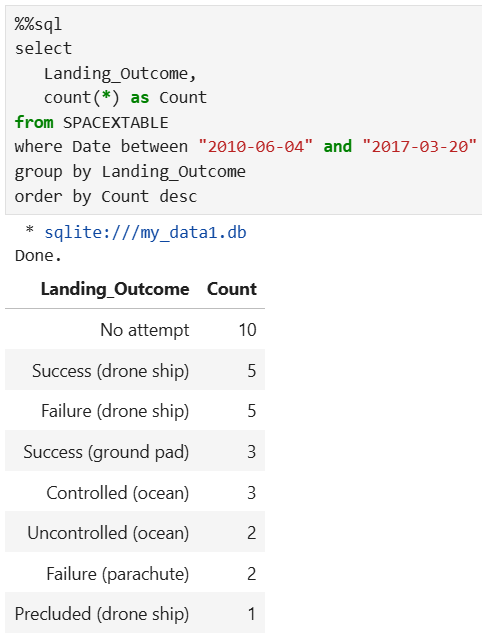 %%sql
select
   Landing_Outcome,
   count(*) as Count
from SPACEXTABLE
where Date between "2010-06-04" and "2017-03-20"
group by Landing_Outcome
order by Count desc
* sqlite:///my_data1.db
Done.
Landing_Outcome Count
No attempt 10
Success (drone ship) 5
Failure (drone ship) 5
Success (ground pad) 3
Controlled (ocean) 3
Uncontrolled (ocean) 2
Failure (parachute) 2
Precluded (drone ship) 1